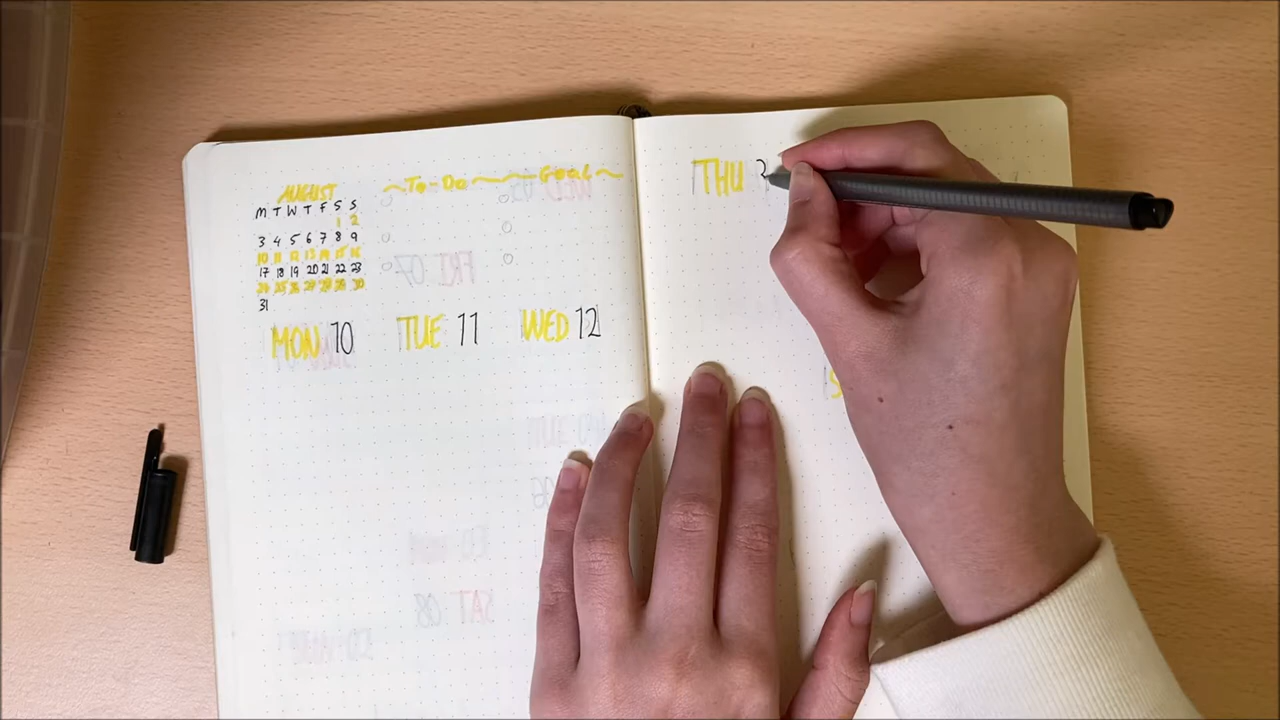 AUGUST
M T W T F S S
1 2
3 4 5 6 7 8 9
10 11 12 13 14 15 16
17 18 19 20 21 22 23
24 25 26 27 28 29 30
31
~To-Do~
~Goal~
MON 10
TUE 11
WED 12
THU